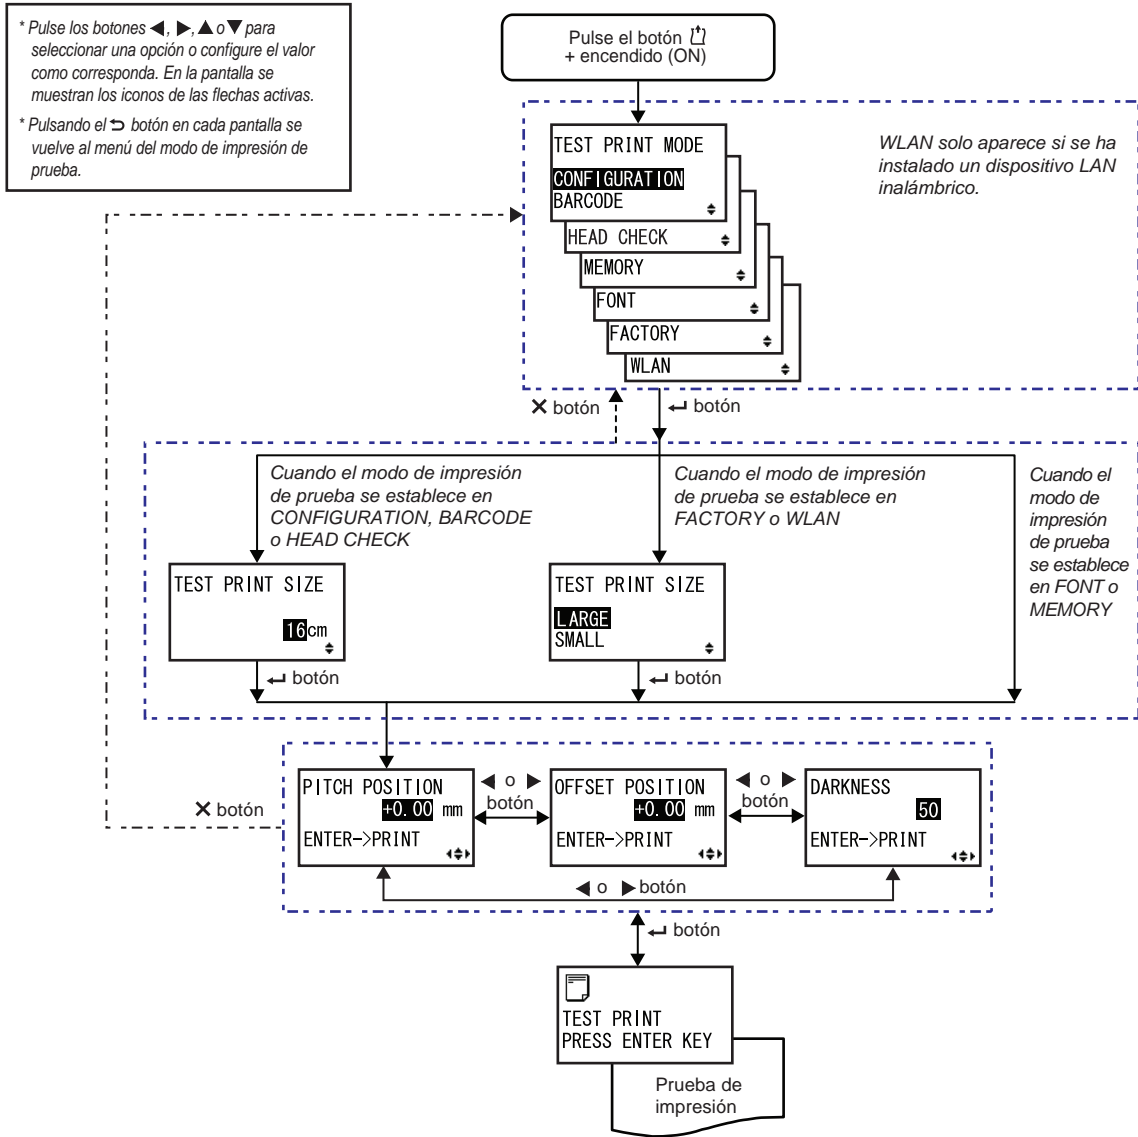 * Pulse los botones ◀, ▶, ▲ o ▼ para
seleccionar una opción o configure el valor
como corresponda. En la pantalla se
muestran los iconos de las flechas activas.
* Pulsando el ⮌ botón en cada pantalla se
vuelve al menú del modo de impresión de
prueba.
Pulse el botón
+ encendido (ON)
TEST PRINT MODE
CONFIGURATION
BARCODE
HEAD CHECK
MEMORY
FONT
FACTORY
WLAN
WLAN solo aparece si se ha
instalado un dispositivo LAN
inalámbrico.
✕ botón
↵ botón
Cuando el modo de impresión
de prueba se establece en
CONFIGURATION, BARCODE
o HEAD CHECK
Cuando el modo de impresión
de prueba se establece en
FACTORY o WLAN
Cuando el
modo de
impresión
de prueba
se establece
en FONT o
MEMORY
TEST PRINT SIZE
16cm
↵ botón
TEST PRINT SIZE
LARGE
SMALL
↵ botón
✕ botón
PITCH POSITION
+0.00 mm
ENTER->PRINT
◀ o ▶
botón
OFFSET POSITION
+0.00 mm
ENTER->PRINT
◀ o ▶
botón
DARKNESS
50
ENTER->PRINT
◀ o ▶ botón
↵ botón
TEST PRINT
PRESS ENTER KEY
Prueba de
impresión